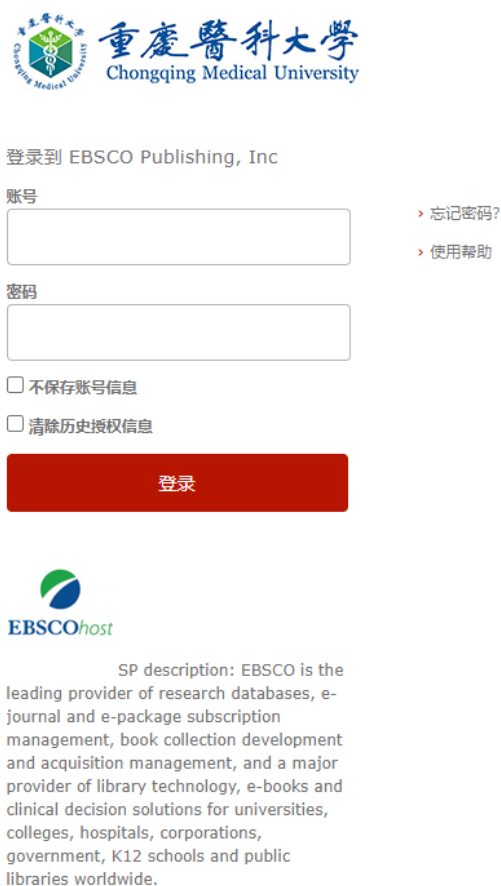 重慶醫科大學
Chongqing Medical University
登录到 EBSCO Publishing, Inc
账号
› 忘记密码?
› 使用帮助
密码
不保存账号信息
清除历史授权信息
登录
EBSCOhost
SP description: EBSCO is the
leading provider of research databases, e-
journal and e-package subscription
management, book collection development
and acquisition management, and a major
provider of library technology, e-books and
clinical decision solutions for universities,
colleges, hospitals, corporations,
government, K12 schools and public
libraries worldwide.